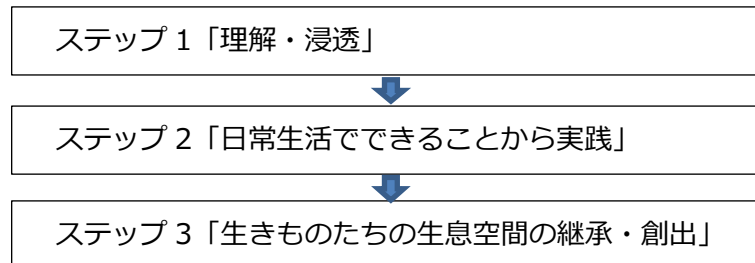 ステップ 1「理解・浸透」
ステップ 2「日常生活でできることから実践」
ステップ 3「生きものたちの生息空間の継承・創出」